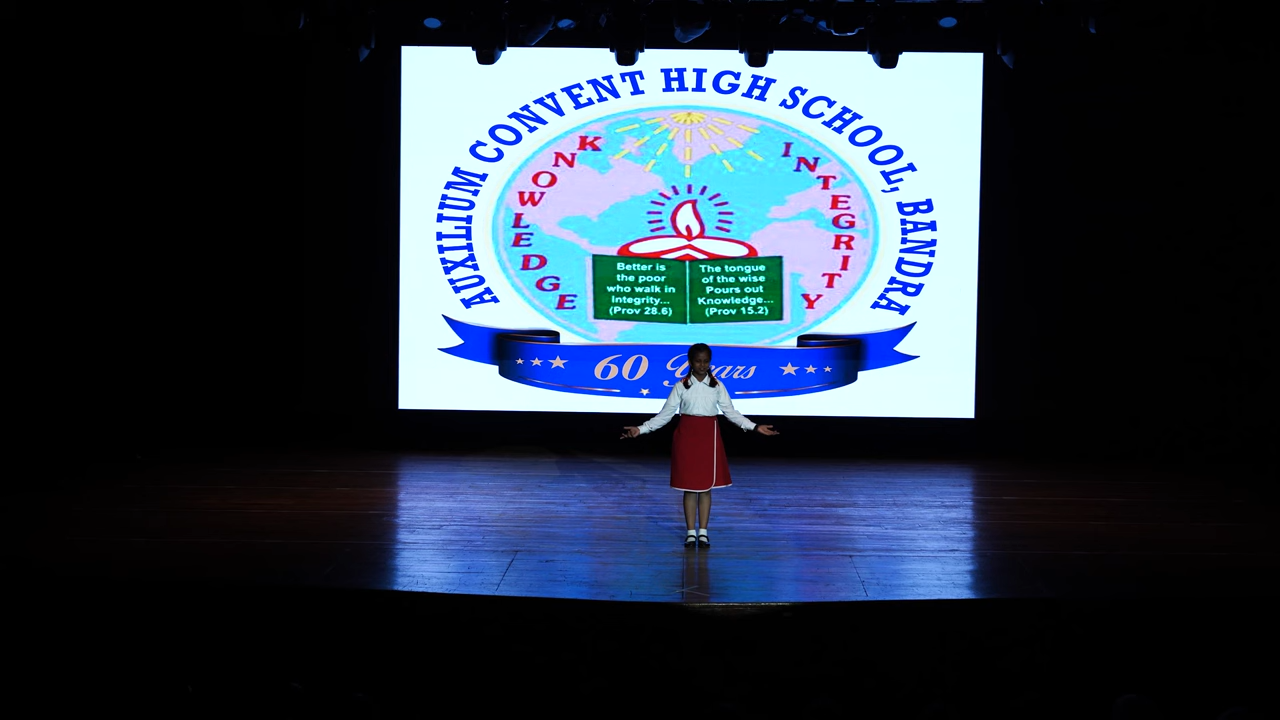 AUXILIUM CONVENT HIGH SCHOOL, BANDRA
KNOWLEDGE
INTEGRITY
Better is
the poor
who walk in
Integrity...
(Prov 28.6)
The tongue
of the wise
Pours out
Knowledge...
(Prov 15.2)
60 Years